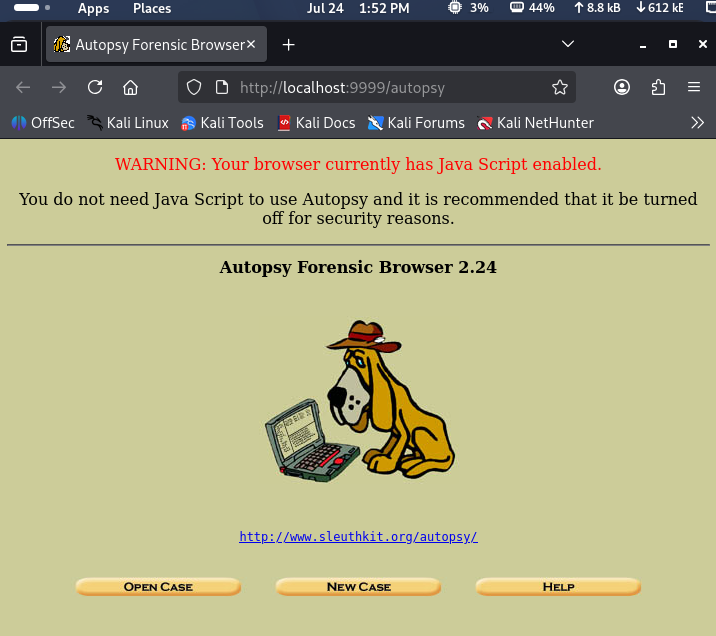 Apps Places Jul 24 1:52 PM 3% 44% 8.8 kB 612 kB
Autopsy Forensic Browser
http://localhost:9999/autopsy
OffSec Kali Linux Kali Tools Kali Docs Kali Forums Kali NetHunter
WARNING: Your browser currently has Java Script enabled.
You do not need Java Script to use Autopsy and it is recommended that it be turned
off for security reasons.
Autopsy Forensic Browser 2.24
http://www.sleuthkit.org/autopsy/
OPEN CASE NEW CASE HELP